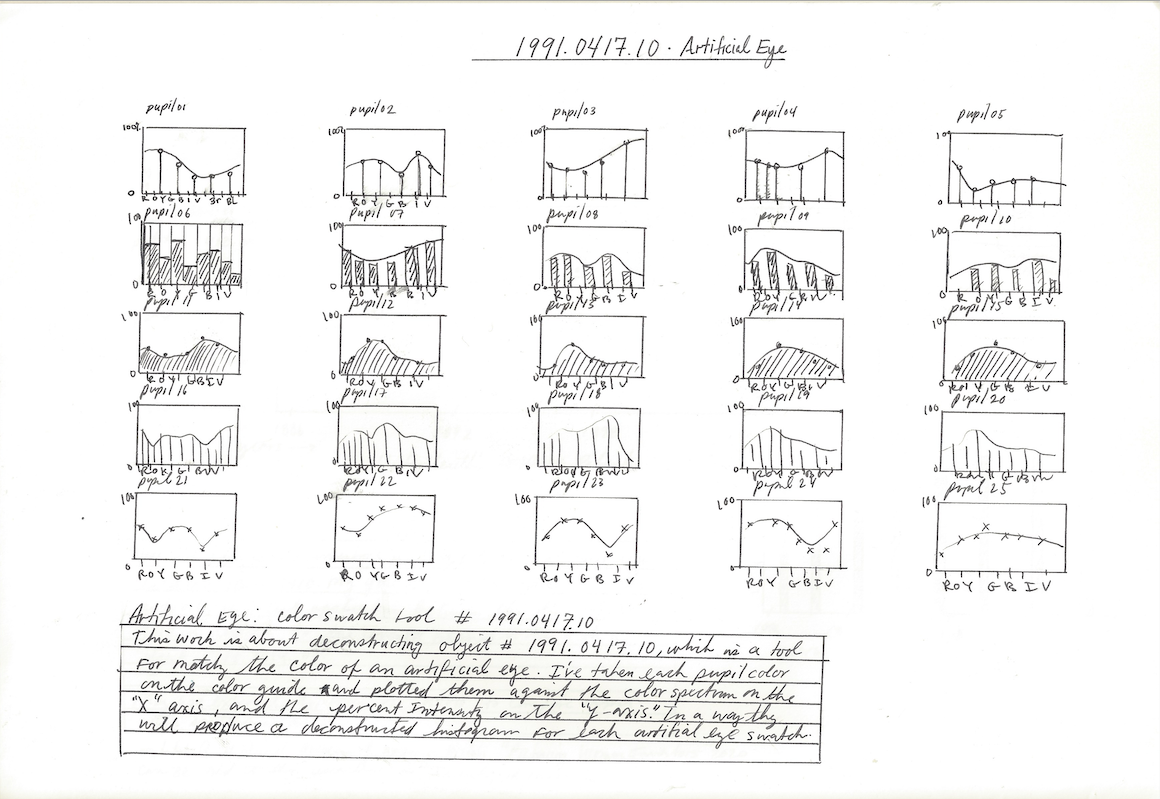 1991.0417.10 · Artificial Eye
pupil/01 pupil/02 pupil/03 pupil/04 pupil/05
100% 100 100 100 100
0 0 0 0 0
R O Y G B I V Br BL R O Y G B I V
pupil/06 pupil/07 pupil/08 pupil/09 pupil/10
100 100 100 100 100
0 0 0 0 0
R O Y G B I V R O Y B R I V R O Y G B I V R O Y G B I V R O Y G B I V
pupil/11 pupil/12 pupil/13 pupil/14 pupil/15
100 100 100 100 100
0 0 0 0 0
R O Y G B I V R O Y G B I V R O Y G B I V R O Y G B I V R O Y G B I V
pupil/16 pupil/17 pupil/18 pupil/19 pupil/20
100 100 100 100 100
0 0 0 0 0
R O Y G B I V R O Y G B I V R O Y G B I V R O Y G B I V
pupil 21 pupil/22 pupil/23 pupil 24 pupil 25
100 100 100 100 100
0 0 0 0 0
R O Y G B I V R O Y G B I V R O Y G B I V R O Y G B I V R O Y G B I V
Artificial Eye: color swatch tool # 1991.0417.10
This work is about deconstructing object # 1991.0417.10, which is a tool
for match the color of an artificial eye. I've taken each pupil color
on the color guide and plotted them against the color spectrum on the
"X" axis, and the percent Intensity on the "Y-axis." In a way they
will produce a deconstructed histogram for each artifial eye swatch.